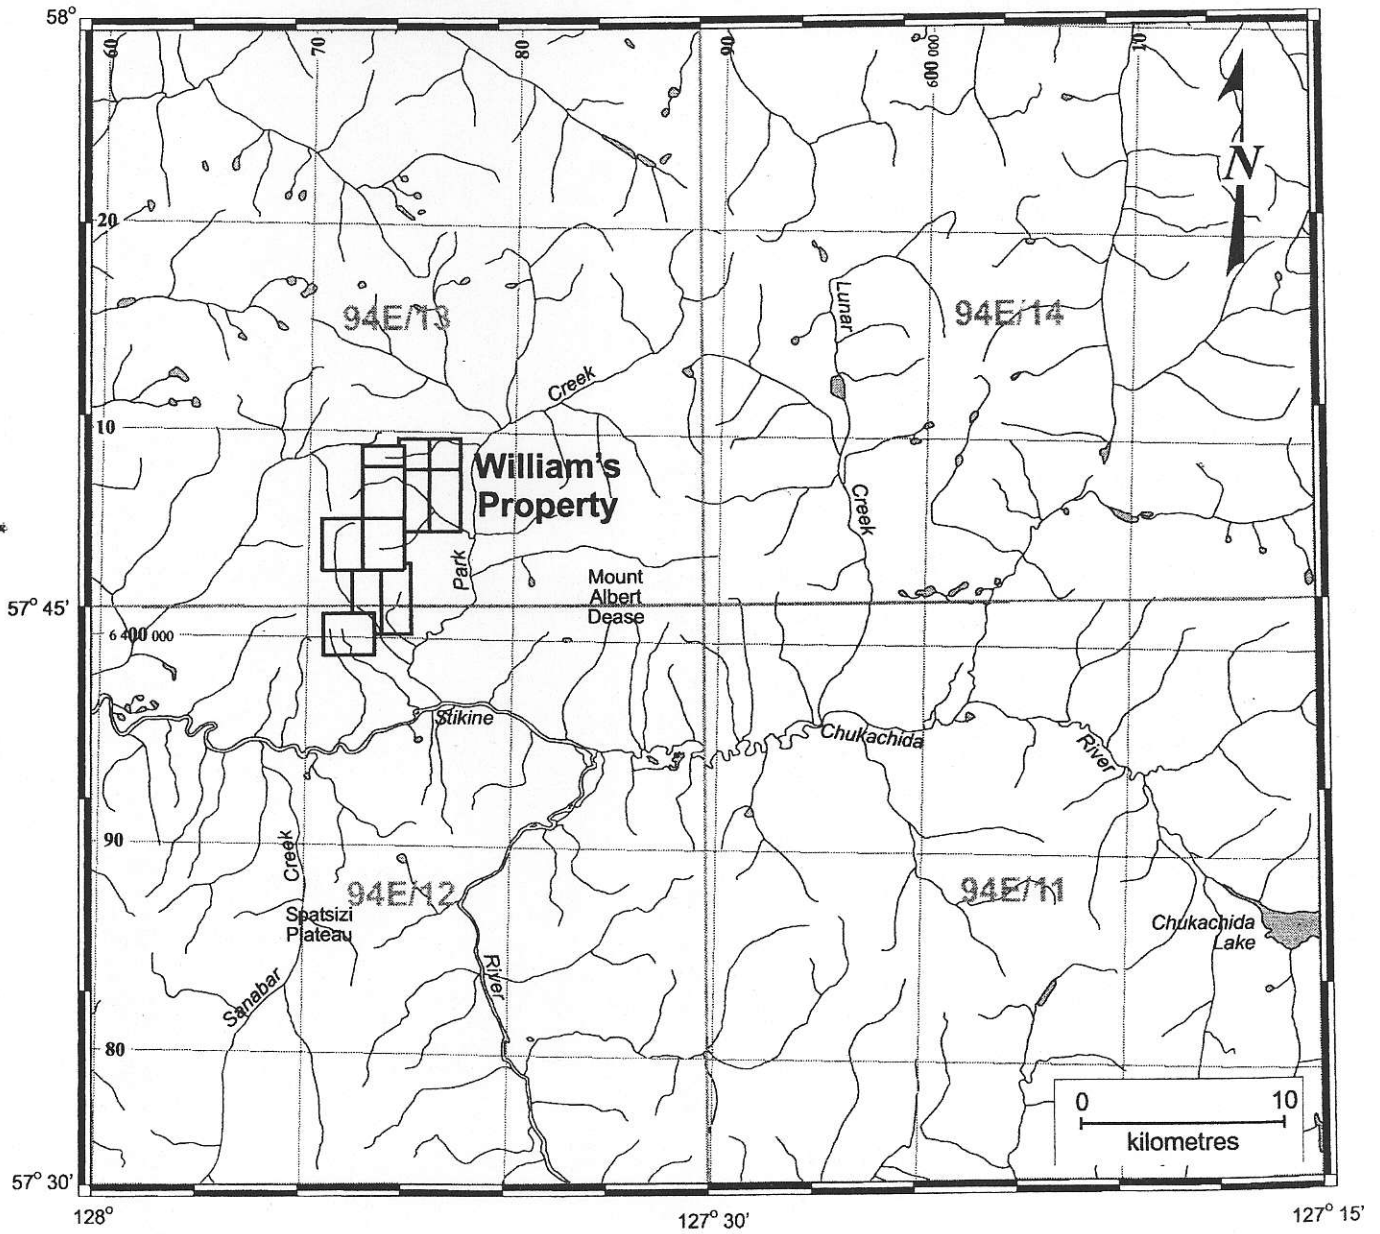 58°
60
70
80
90
600 000
10
N
20
94E/13
Lunar
94E/14
Creek
10
William's
Property
Creek
Park
Mount
Albert
Dease
57° 45'
6 400 000
Stikine
Chukachida
River
90
Creek
94E/12
94E/11
Spatsizi
Plateau
Chukachida
Lake
River
Sanabar
80
0 10
kilometres
57° 30'
128°
127° 30'
127° 15'